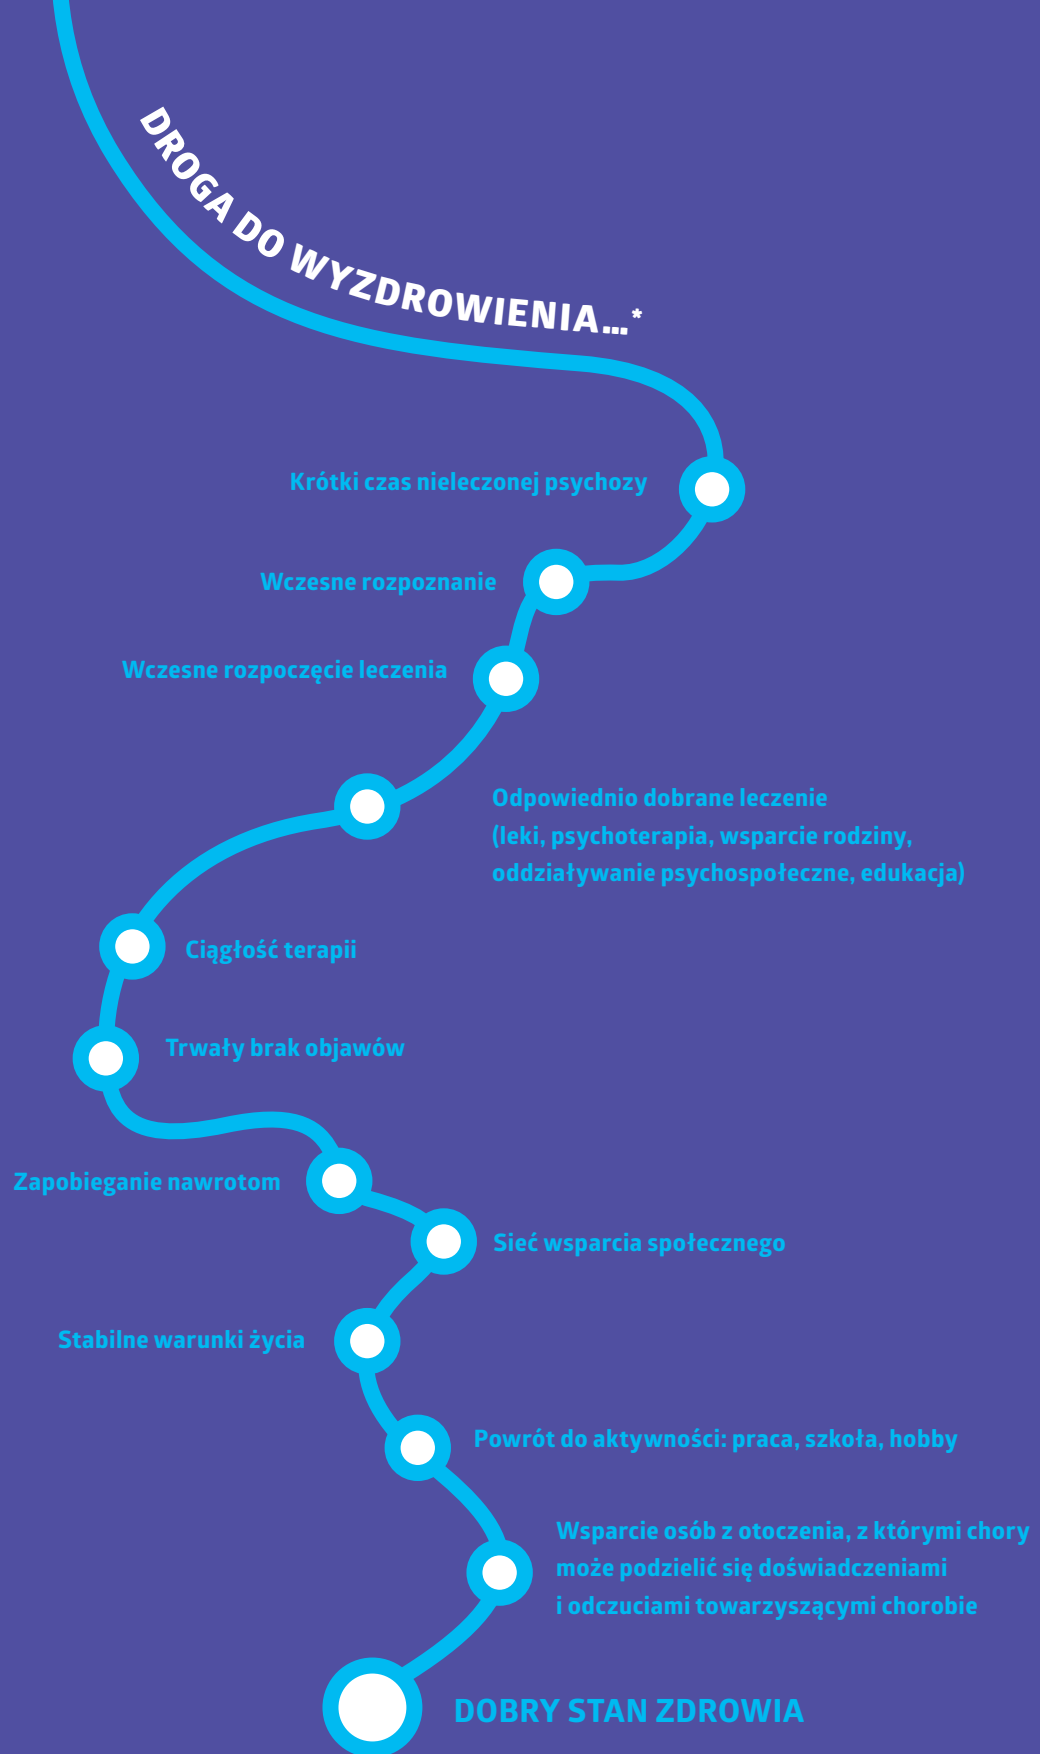 DROGA DO WYZDROWIENIA...*
Krótki czas nieleczonej psychozy
Wczesne rozpoznanie
Wczesne rozpoczęcie leczenia
Odpowiednio dobrane leczenie
(leki, psychoterapia, wsparcie rodziny,
oddziaływanie psychospołeczne, edukacja)
Ciągłość terapii
Trwały brak objawów
Zapobieganie nawrotom
Sieć wsparcia społecznego
Stabilne warunki życia
Powrót do aktywności: praca, szkoła, hobby
Wsparcie osób z otoczenia, z którymi chory
może podzielić się doświadczeniami
i odczuciami towarzyszącymi chorobie
DOBRY STAN ZDROWIA